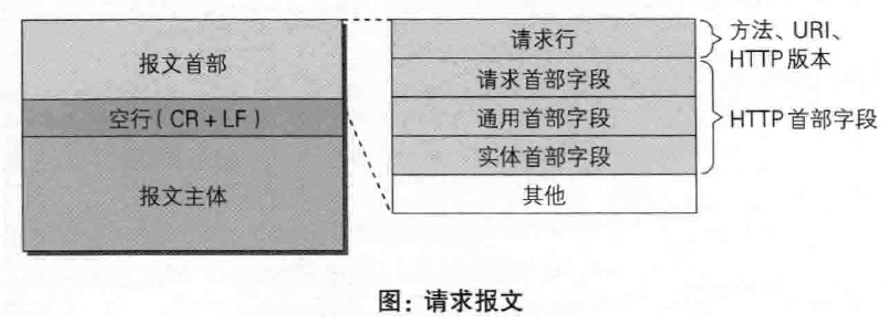 报文首部
空行(CR+LF)
报文主体
请求行
请求首部字段
通用首部字段
实体首部字段
其他
方法、URI、
HTTP版本
HTTP首部字段
图:请求报文